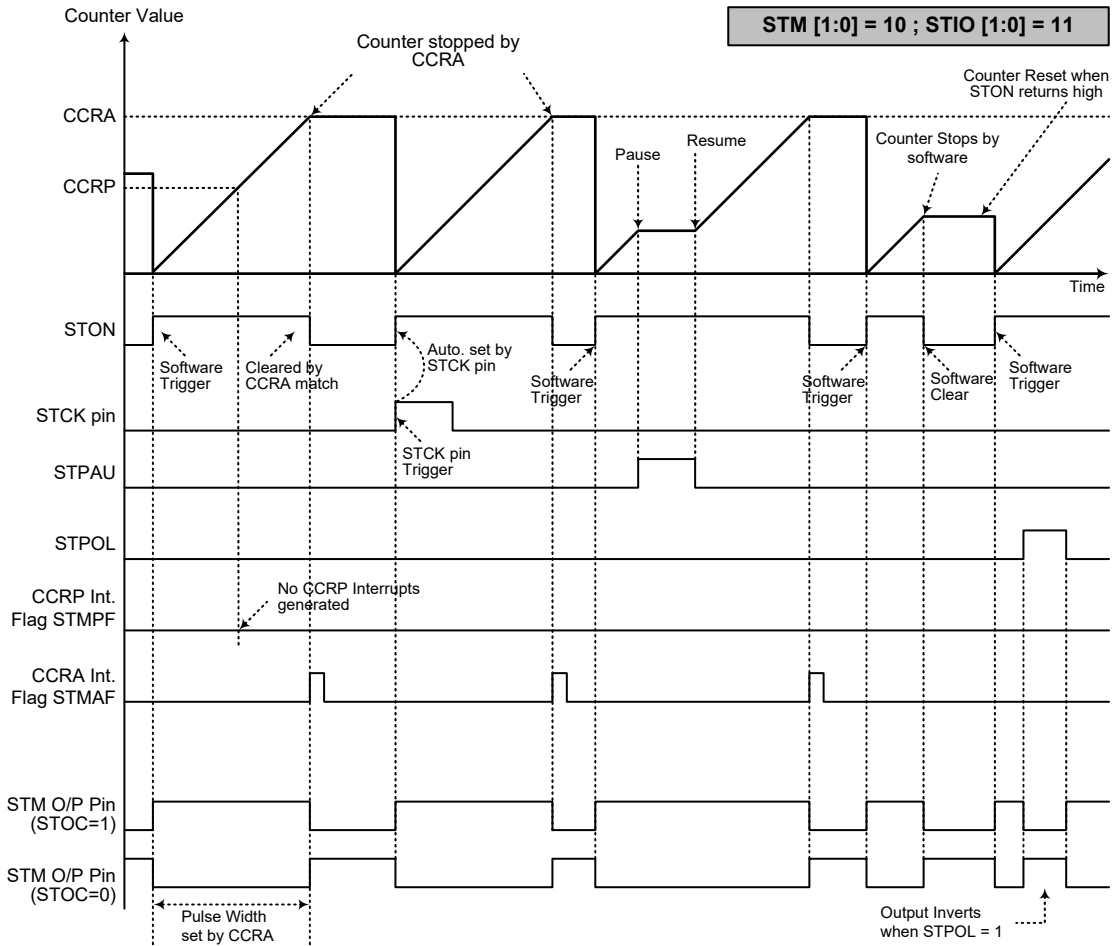 Counter Value
STM [1:0] = 10 ; STIO [1:0] = 11
Counter stopped by
CCRA
Counter Reset when
STON returns high
CCRA
Pause
Resume
Counter Stops by
software
CCRP
Time
STON
Software
Trigger
Cleared by
CCRA match
Auto. set by
STCK pin
Software
Trigger
Software
Trigger
Software
Clear
Software
Trigger
STCK pin
STCK pin
Trigger
STPAU
STPOL
CCRP Int.
Flag STMPF
No CCRP Interrupts
generated
CCRA Int.
Flag STMAF
STM O/P Pin
(STOC=1)
STM O/P Pin
(STOC=0)
Pulse Width
set by CCRA
Output Inverts
when STPOL = 1